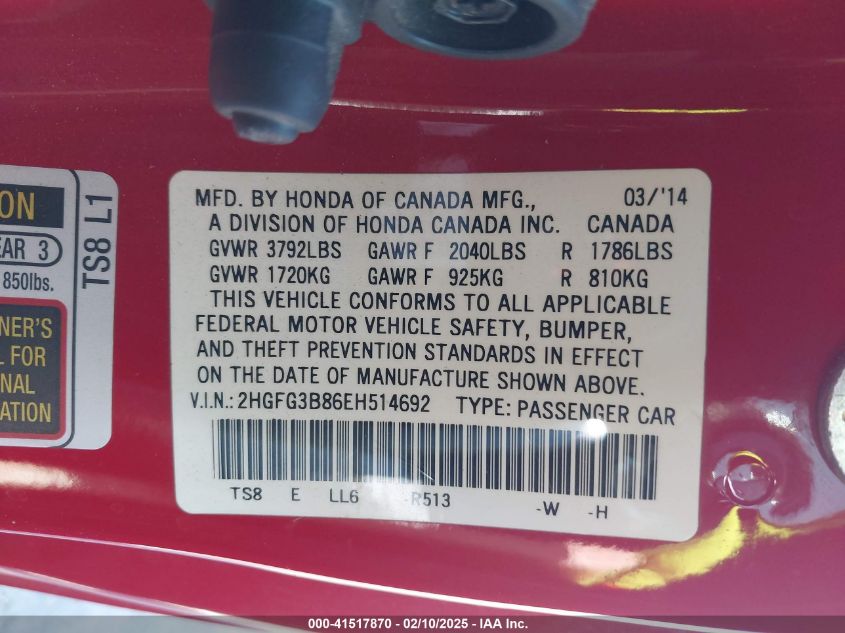 ON
EAR 3
850lbs.
TS8 L1
NER'S
L FOR
NAL
ATION
MFD. BY HONDA OF CANADA MFG., 03/'14
A DIVISION OF HONDA CANADA INC. CANADA
GVWR 3792LBS GAWR F 2040LBS R 1786LBS
GVWR 1720KG GAWR F 925KG R 810KG
THIS VEHICLE CONFORMS TO ALL APPLICABLE
FEDERAL MOTOR VEHICLE SAFETY, BUMPER,
AND THEFT PREVENTION STANDARDS IN EFFECT
ON THE DATE OF MANUFACTURE SHOWN ABOVE.
V.I.N.: 2HGFG3B86EH514692 TYPE: PASSENGER CAR
TS8 E LL6 -R513 -W -H
000-41517870 – 02/10/2025 – IAA Inc.